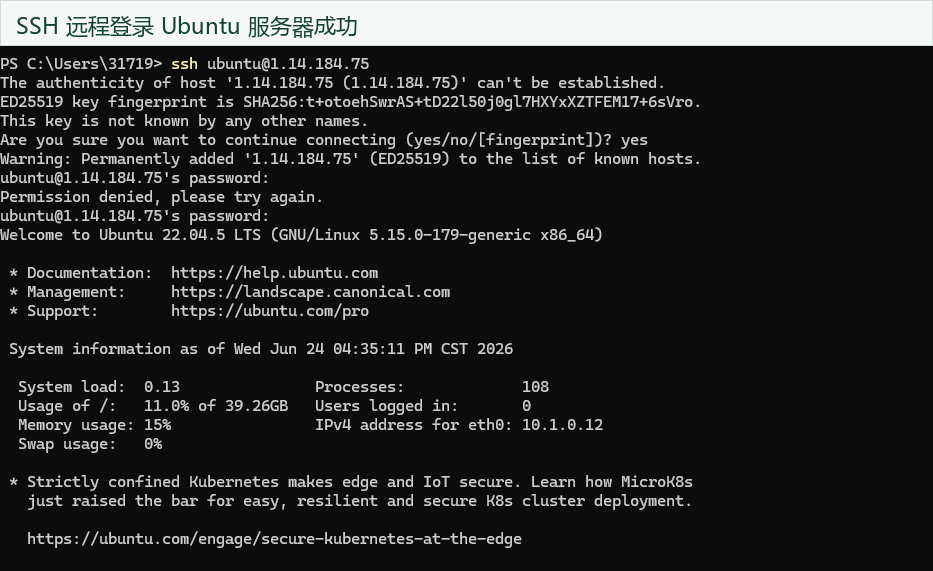 SSH 远程登录 Ubuntu 服务器成功
PS C:\Users\31719> ssh ubuntu@1.14.184.75
The authenticity of host '1.14.184.75 (1.14.184.75)' can't be established.
ED25519 key fingerprint is SHA256:t+otoehSwrAS+tD22l50j0gl7HXYxXZTFEM17+6sVro.
This key is not known by any other names.
Are you sure you want to continue connecting (yes/no/[fingerprint])? yes
Warning: Permanently added '1.14.184.75' (ED25519) to the list of known hosts.
ubuntu@1.14.184.75's password:
Permission denied, please try again.
ubuntu@1.14.184.75's password:
Welcome to Ubuntu 22.04.5 LTS (GNU/Linux 5.15.0-179-generic x86_64)
* Documentation:  https://help.ubuntu.com
* Management:     https://landscape.canonical.com
* Support:        https://ubuntu.com/pro
System information as of Wed Jun 24 04:35:11 PM CST 2026
System load:  0.13               Processes:             108
Usage of /:   11.0% of 39.26GB   Users logged in:       0
Memory usage: 15%                IPv4 address for eth0: 10.1.0.12
Swap usage:   0%
* Strictly confined Kubernetes makes edge and IoT secure. Learn how MicroK8s
just raised the bar for easy, resilient and secure K8s cluster deployment.
https://ubuntu.com/engage/secure-kubernetes-at-the-edge